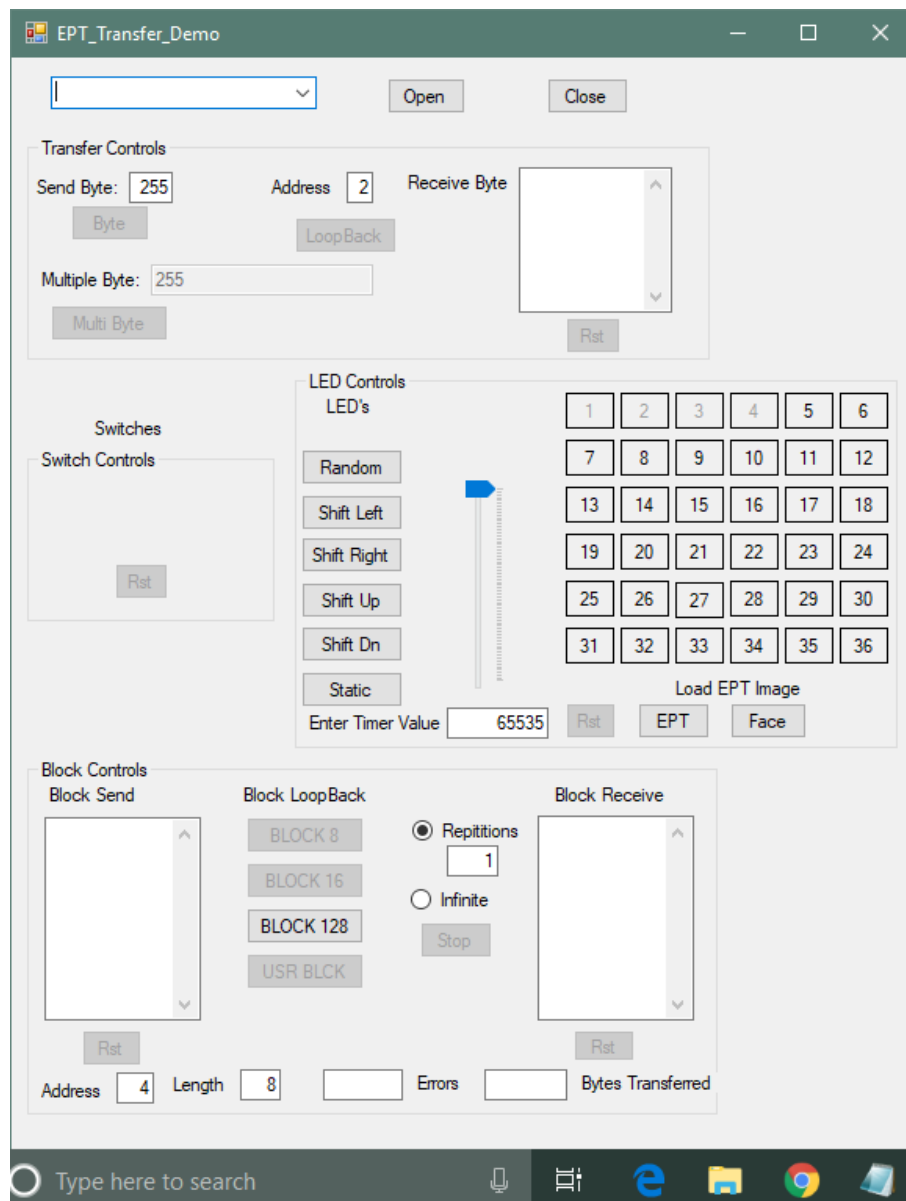 EPT_Transfer_Demo
Open Close
Transfer Controls
Send Byte: 255 Address 2 Receive Byte
Byte
LoopBack
Multiple Byte: 255
Multi Byte
Rst
LED Controls
LED's
1 2 3 4 5 6
Switches
Switch Controls
Random
7 8 9 10 11 12
Shift Left
13 14 15 16 17 18
Shift Right
19 20 21 22 23 24
Rst
Shift Up
25 26 27 28 29 30
Shift Dn
31 32 33 34 35 36
Static
Load EPT Image
Enter Timer Value 65535 Rst EPT Face
Block Controls
Block Send Block LoopBack Block Receive
BLOCK 8
Repititions
1
BLOCK 16
Infinite
BLOCK 128
Stop
USR BLCK
Rst Rst
Address 4 Length 8 Errors Bytes Transferred
Type here to search